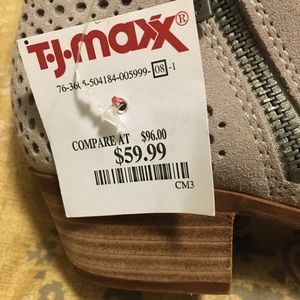 T·J·maxx®
76-3605-504184-005999-08-1
COMPARE AT $96.00
$59.99
CM3